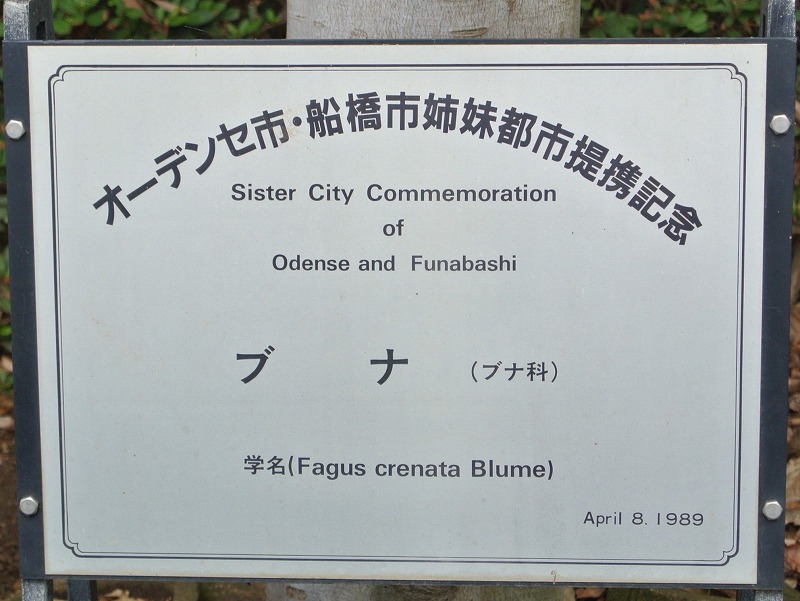 オーデンセ市・船橋市姉妹都市提携記念
Sister City Commemoration
of
Odense and Funabashi
ブナ (ブナ科)
学名(Fagus crenata Blume)
April 8. 1989